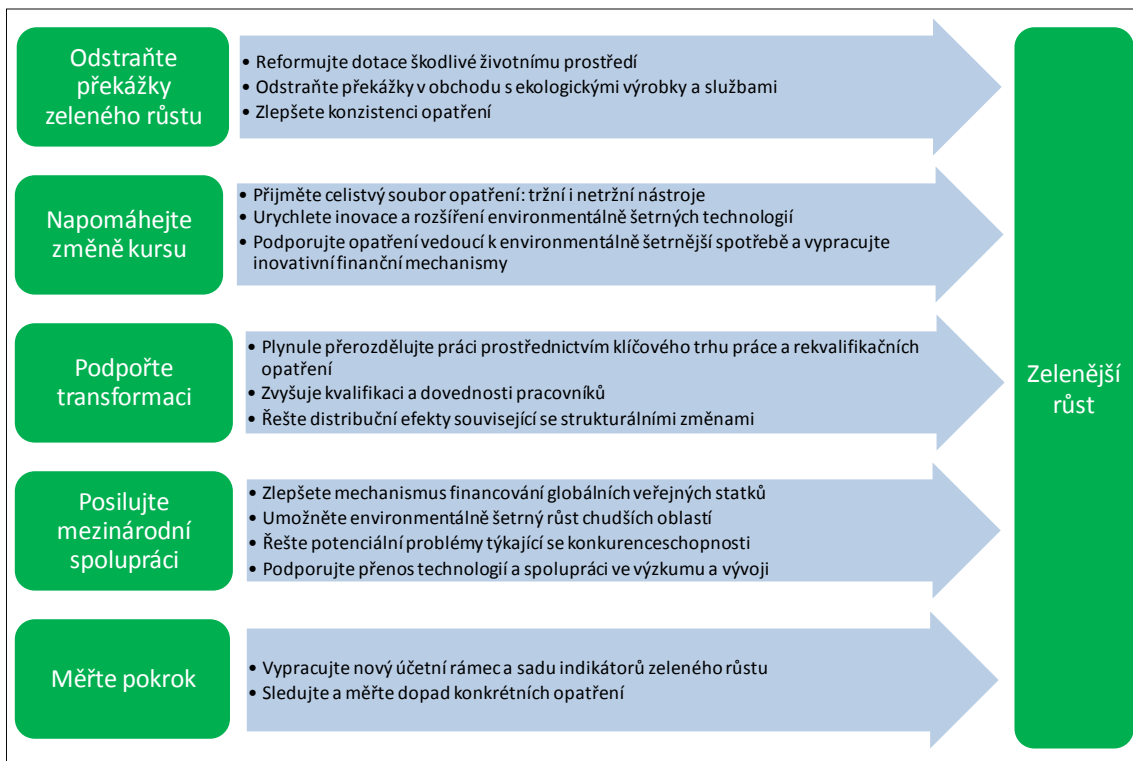 Odstraňte
překážky
zeleného růstu
• Reformujte dotace škodlivé životnímu prostředí
• Odstraňte překážky v obchodu s ekologickými výrobky a službami
• Zlepšete konzistenci opatření
Napomáhejte
změně kursu
• Přijměte celistvý soubor opatření: tržní i netržní nástroje
• Urychlete inovace a rozšíření environmentálně šetrných technologií
• Podporujte opatření vedoucí k environmentálně šetrnější spotřebě a vypracujte
inovativní finanční mechanismy
Podpořte
transformaci
• Plynule přerozdělujte práci prostřednictvím klíčového trhu práce a rekvalifikačních
opatření
• Zvyšuje kvalifikaci a dovednosti pracovníků
• Řešte distribuční efekty související se strukturálními změnami
Posilujte
mezinárodní
spolupráci
• Zlepšete mechanismus financování globálních veřejných statků
• Umožněte environmentálně šetrný růst chudších oblastí
• Řešte potenciální problémy týkající se konkurenceschopnosti
• Podporujte přenos technologií a spolupráci ve výzkumu a vývoji
Měřte pokrok
• Vypracujte nový účetní rámec a sadu indikátorů zeleného růstu
• Sledujte a měřte dopad konkrétních opatření
Zelenější
růst